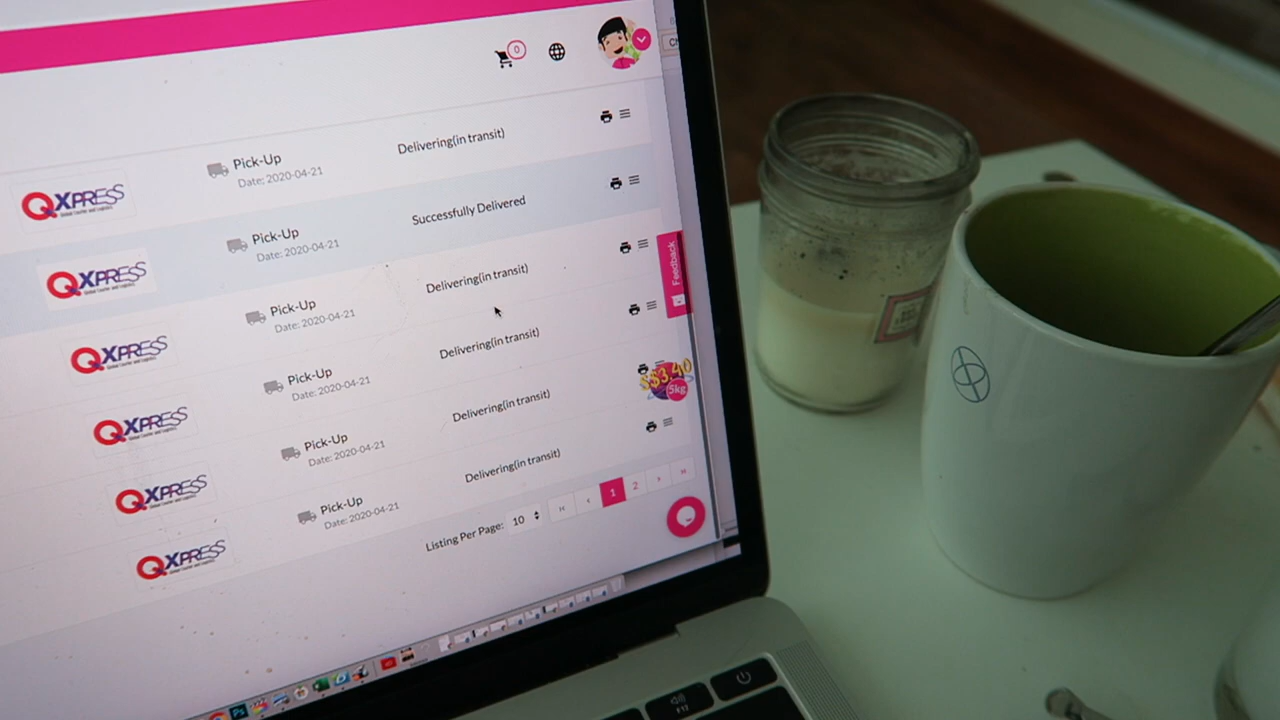 0
QXPRESS
Pick-Up
Date: 2020-04-21
Delivering(in transit)
QXPRESS
Pick-Up
Date: 2020-04-21
Successfully Delivered
QXPRESS
Pick-Up
Date: 2020-04-21
Delivering(in transit)
Feedback
QXPRESS
Pick-Up
Date: 2020-04-21
Delivering(in transit)
QXPRESS
Pick-Up
Date: 2020-04-21
Delivering(in transit)
S$3.40
5kg
QXPRESS
Pick-Up
Date: 2020-04-21
Delivering(in transit)
Listing Per Page: 10
1 2
Ps
F12